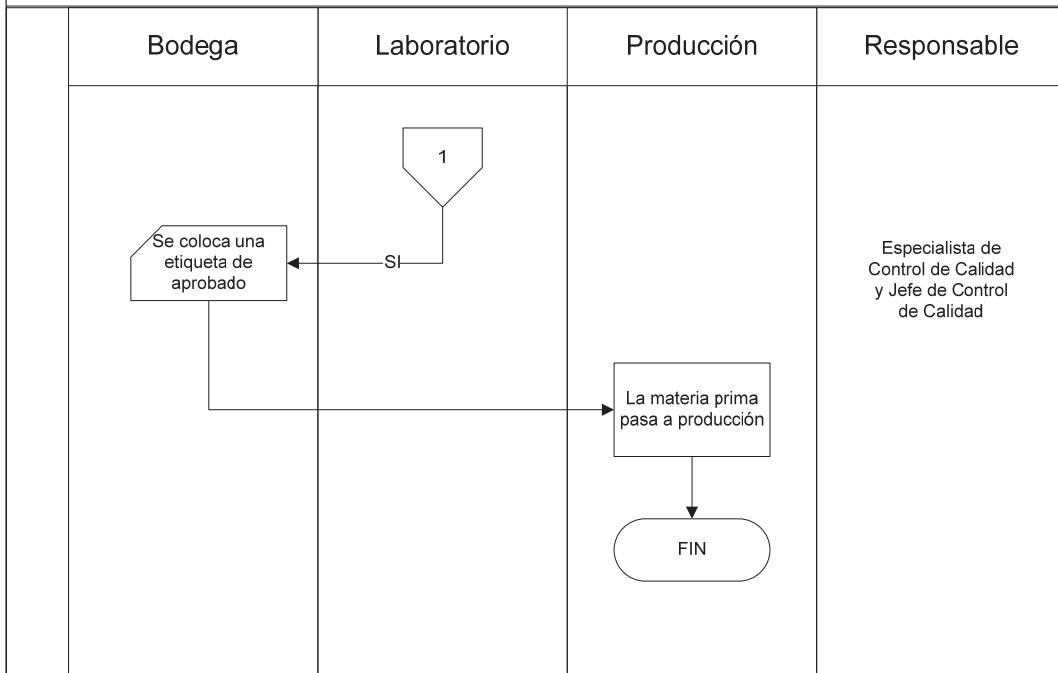 Bodega
Laboratorio
Producción
Responsable
1
SI
Se coloca una
etiqueta de
aprobado
Especialista de
Control de Calidad
y Jefe de Control
de Calidad
La materia prima
pasa a producción
FIN